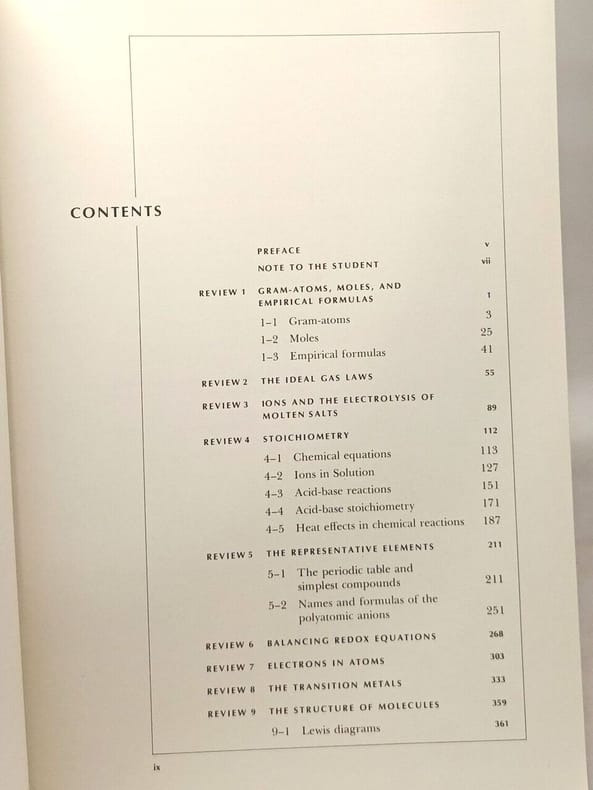 CONTENTS
PREFACE v
NOTE TO THE STUDENT vii
REVIEW 1 GRAM-ATOMS, MOLES, AND
EMPIRICAL FORMULAS 1
1–1 Gram-atoms 3
1–2 Moles 25
1–3 Empirical formulas 41
REVIEW 2 THE IDEAL GAS LAWS 55
REVIEW 3 IONS AND THE ELECTROLYSIS OF
MOLTEN SALTS 89
REVIEW 4 STOICHIOMETRY 112
4–1 Chemical equations 113
4–2 Ions in Solution 127
4–3 Acid-base reactions 151
4–4 Acid-base stoichiometry 171
4–5 Heat effects in chemical reactions 187
REVIEW 5 THE REPRESENTATIVE ELEMENTS 211
5–1 The periodic table and
simplest compounds 211
5–2 Names and formulas of the
polyatomic anions 251
REVIEW 6 BALANCING REDOX EQUATIONS 268
REVIEW 7 ELECTRONS IN ATOMS 303
REVIEW 8 THE TRANSITION METALS 333
REVIEW 9 THE STRUCTURE OF MOLECULES 359
9–1 Lewis diagrams 361
ix